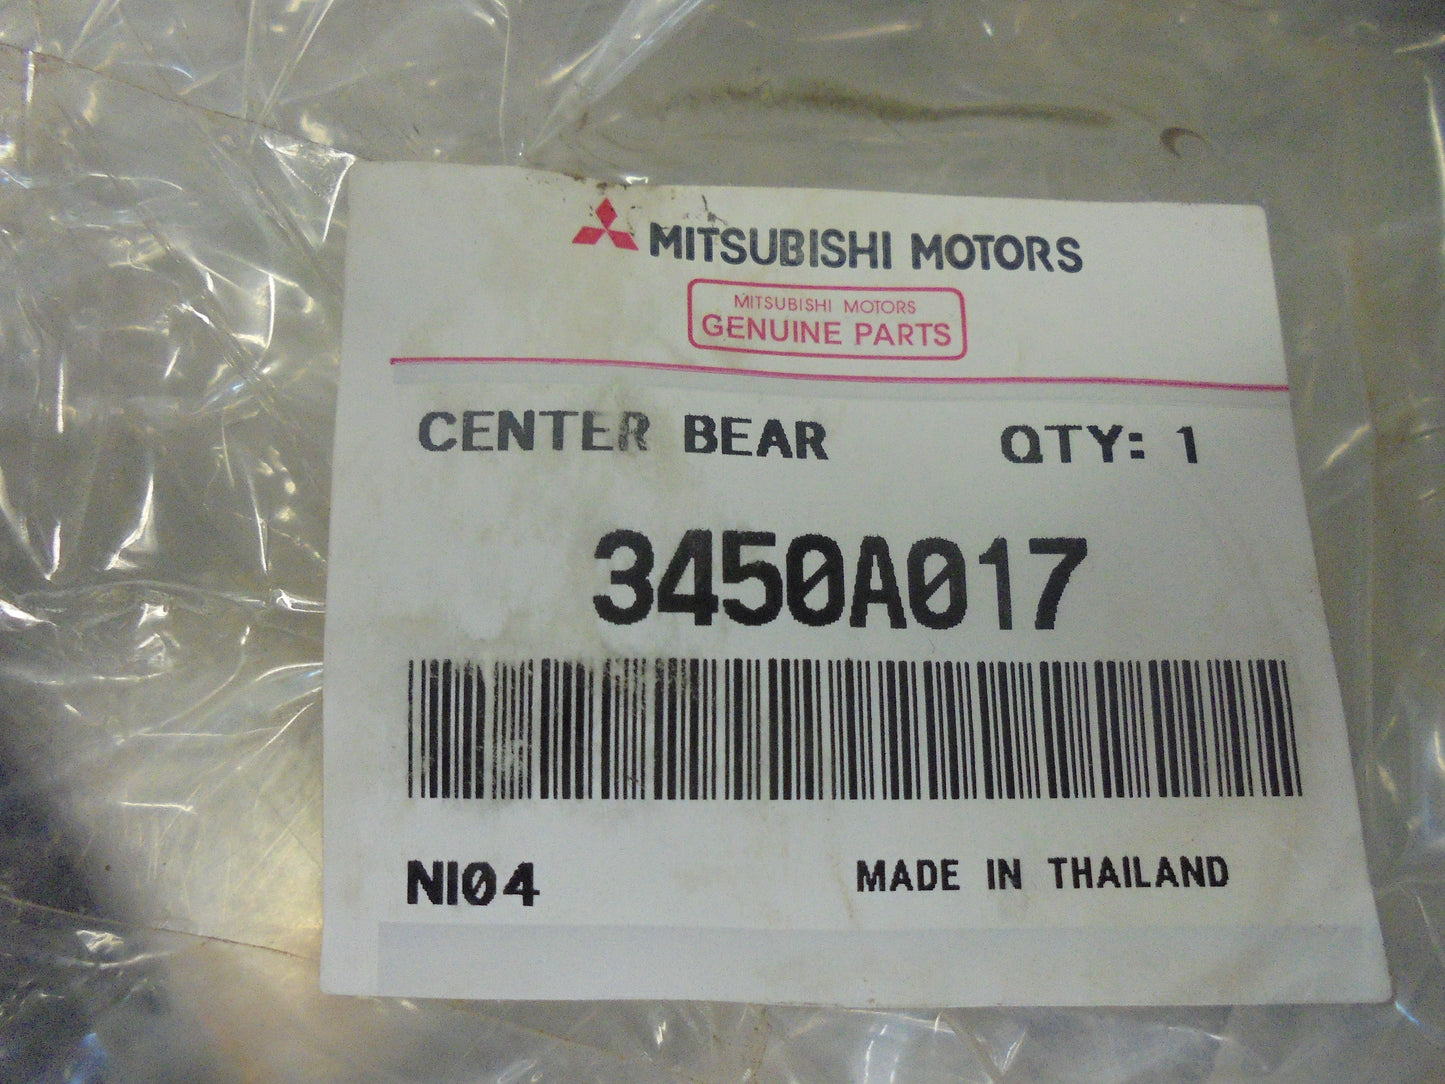 MITSUBISHI MOTORS
MITSUBISHI MOTORS
GENUINE PARTS
CENTER BEAR QTY: 1
3450A017
NI04 MADE IN THAILAND